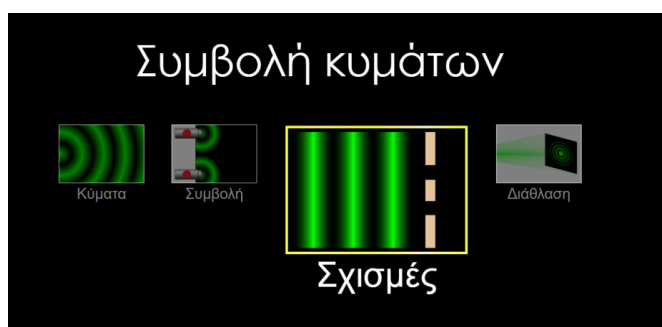 Συμβολή κυμάτων
Κύματα
Συμβολή
Σχισμές
Διάθλαση